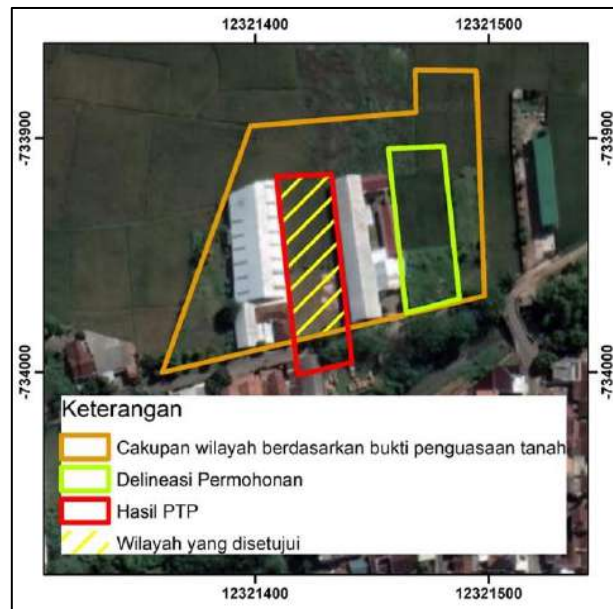 12321400 12321500
-733900 -733900
-734000 -734000
Keterangan
Cakupan wilayah berdasarkan bukti penguasaan tanah
Delineasi Permohonan
Hasil PTP
Wilayah yang disetujui
12321400 12321500